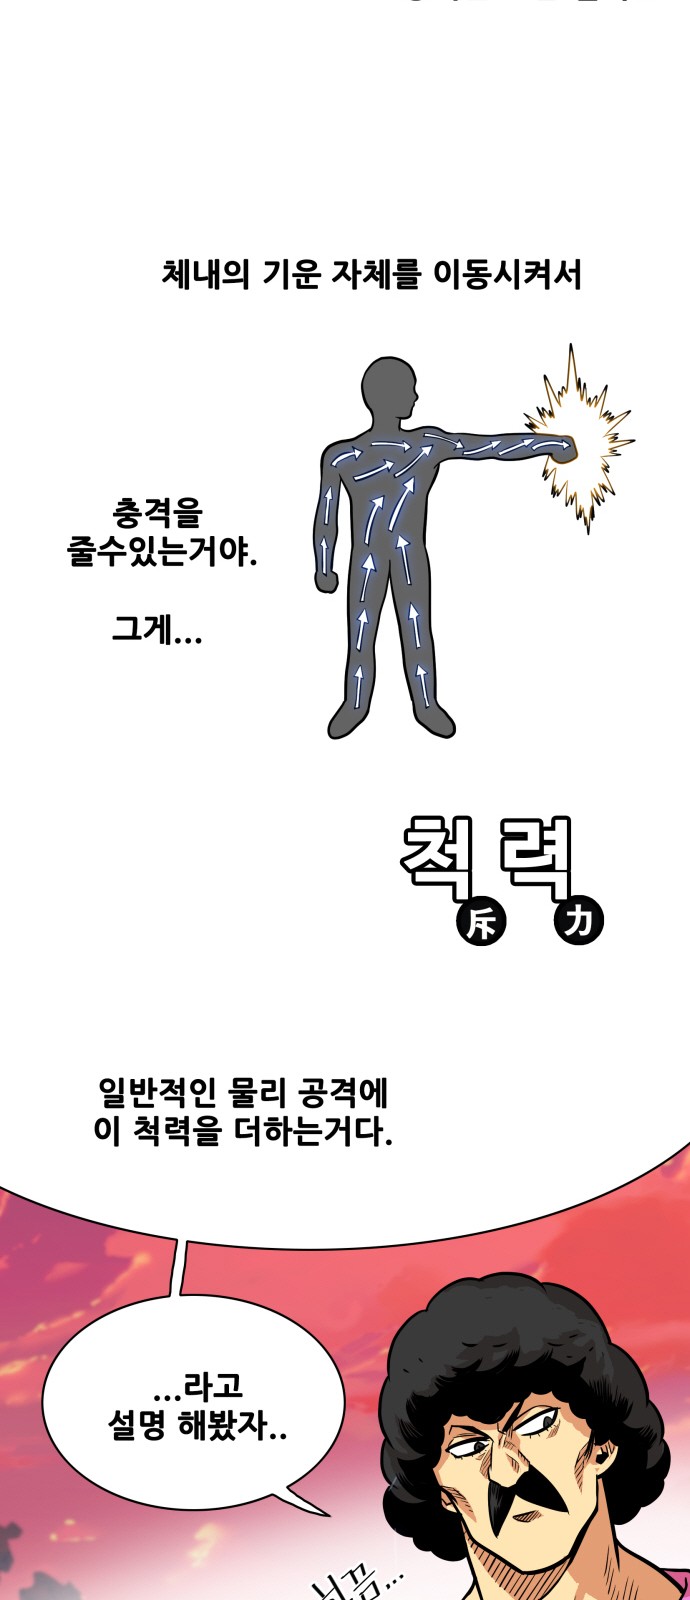 체내의 기운 자체를 이동시켜서
충격을
줄수있는거야.
그게...
척력
斥力
일반적인 물리 공격에
이 척력을 더하는거다.
...라고
설명 해봤자..